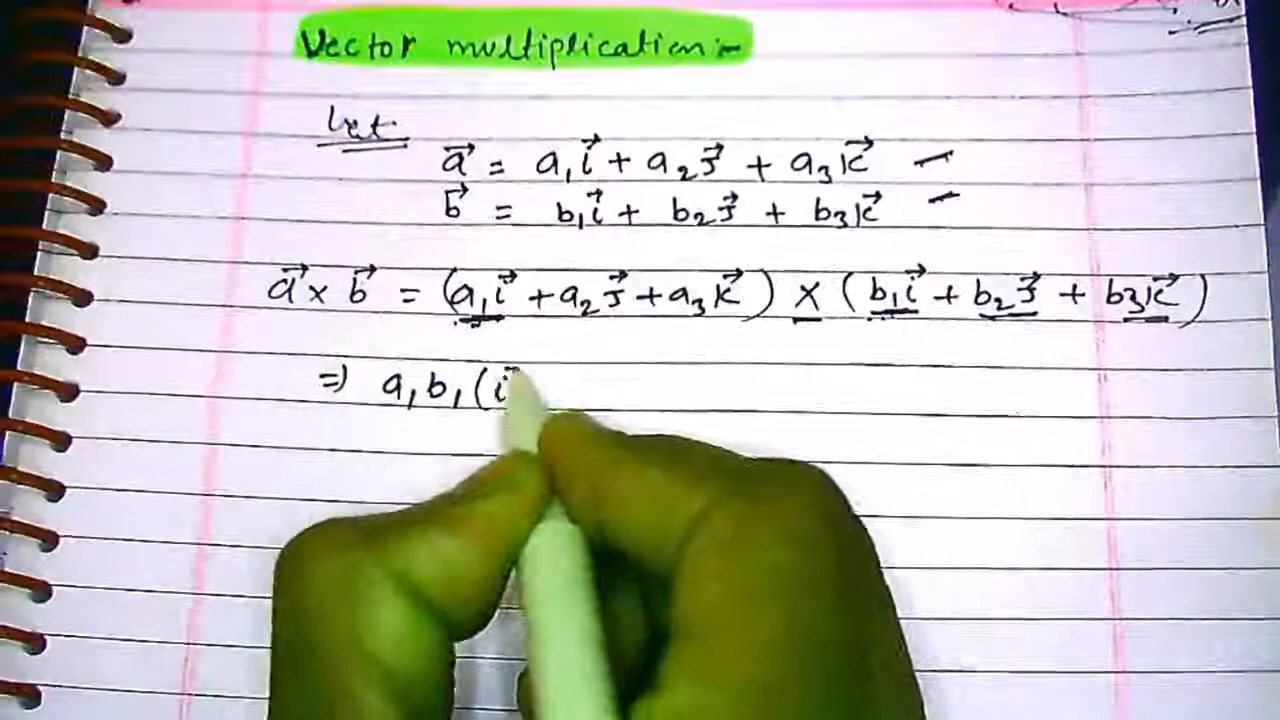 Vector multiplication:-
Let
a⃗ = a₁i⃗ + a₂j⃗ + a₃k⃗
b⃗ = b₁i⃗ + b₂j⃗ + b₃k⃗
a⃗ × b⃗ = (a₁i⃗ + a₂j⃗ + a₃k⃗) × (b₁i⃗ + b₂j⃗ + b₃k⃗)
⇒ a₁b₁(i⃗